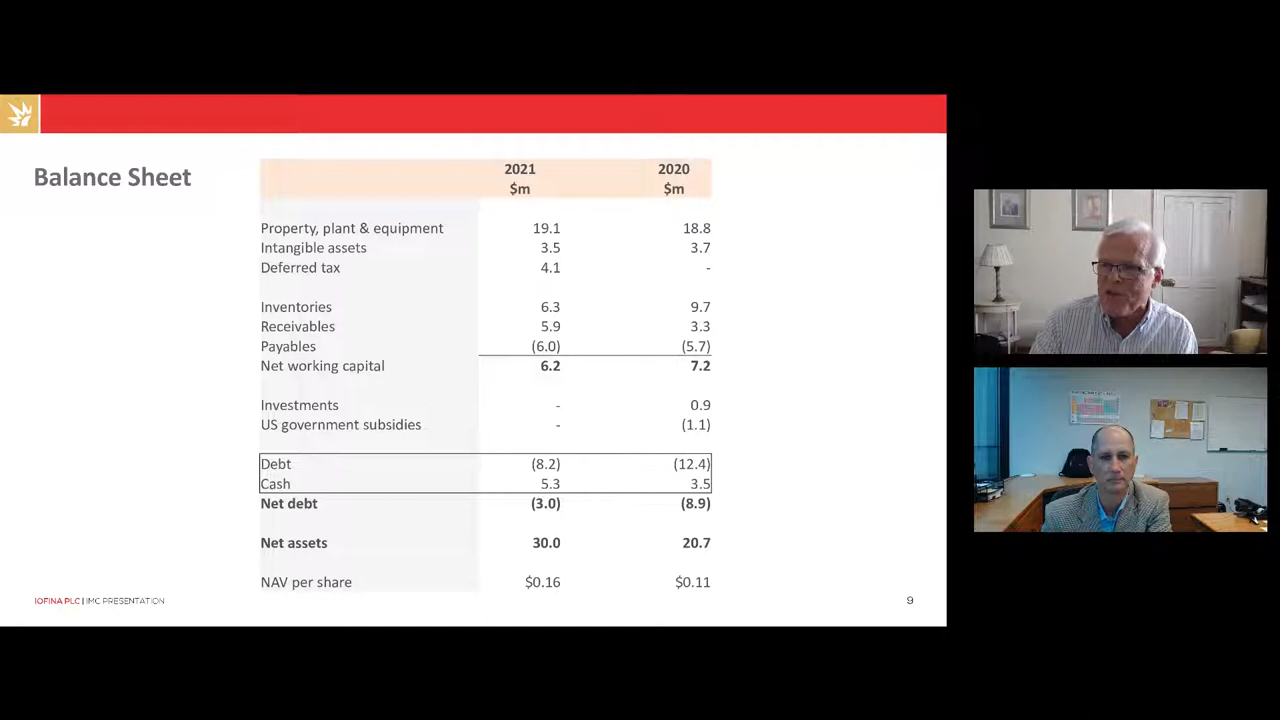 Balance Sheet
2021 2020
$m $m
Property, plant & equipment 19.1 18.8
Intangible assets 3.5 3.7
Deferred tax 4.1 -
Inventories 6.3 9.7
Receivables 5.9 3.3
Payables (6.0) (5.7)
Net working capital 6.2 7.2
Investments - 0.9
US government subsidies - (1.1)
Debt (8.2) (12.4)
Cash 5.3 3.5
Net debt (3.0) (8.9)
Net assets 30.0 20.7
NAV per share $0.16 $0.11
IOFINA PLC | IMC PRESENTATION 9